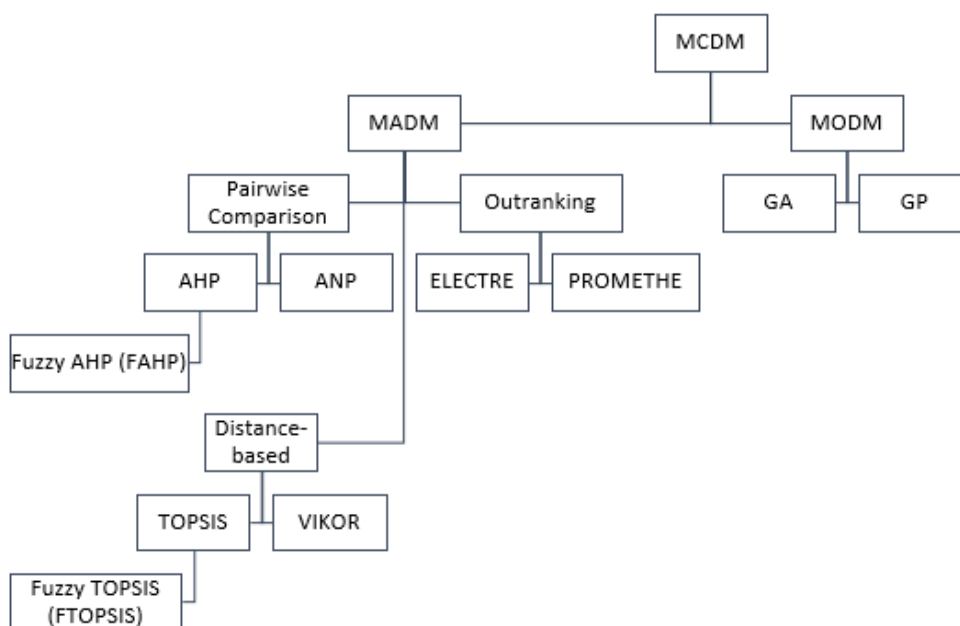 MCDM
MADM
MODM
Pairwise
Comparison
Outranking
GA
GP
AHP
ANP
ELECTRE
PROMETHE
Fuzzy AHP (FAHP)
Distance-
based
TOPSIS
VIKOR
Fuzzy TOPSIS
(FTOPSIS)